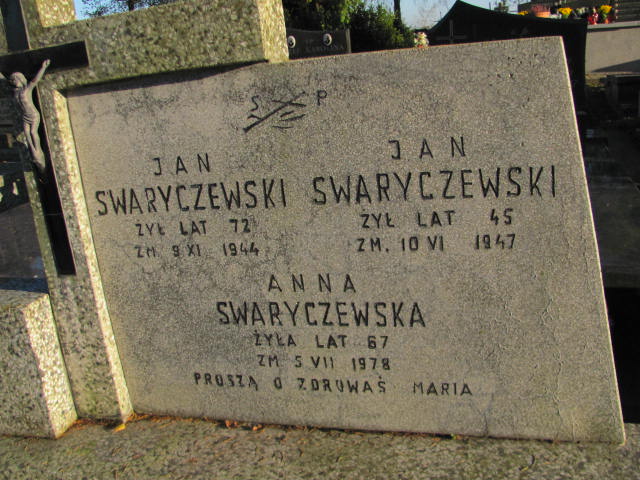 KAROLINA
S P
JAN
SWARYCZEWSKI
ŻYŁ LAT 72
ZM 9 XI 1944
JAN
SWARYCZEWSKI
ŻYŁ LAT 45
ZM. 10 VI 1947
ANNA
SWARYCZEWSKA
ŻYŁA LAT 67
ZM 5 VII 1978
PROSZĄ O ZDROWAŚ MARIA